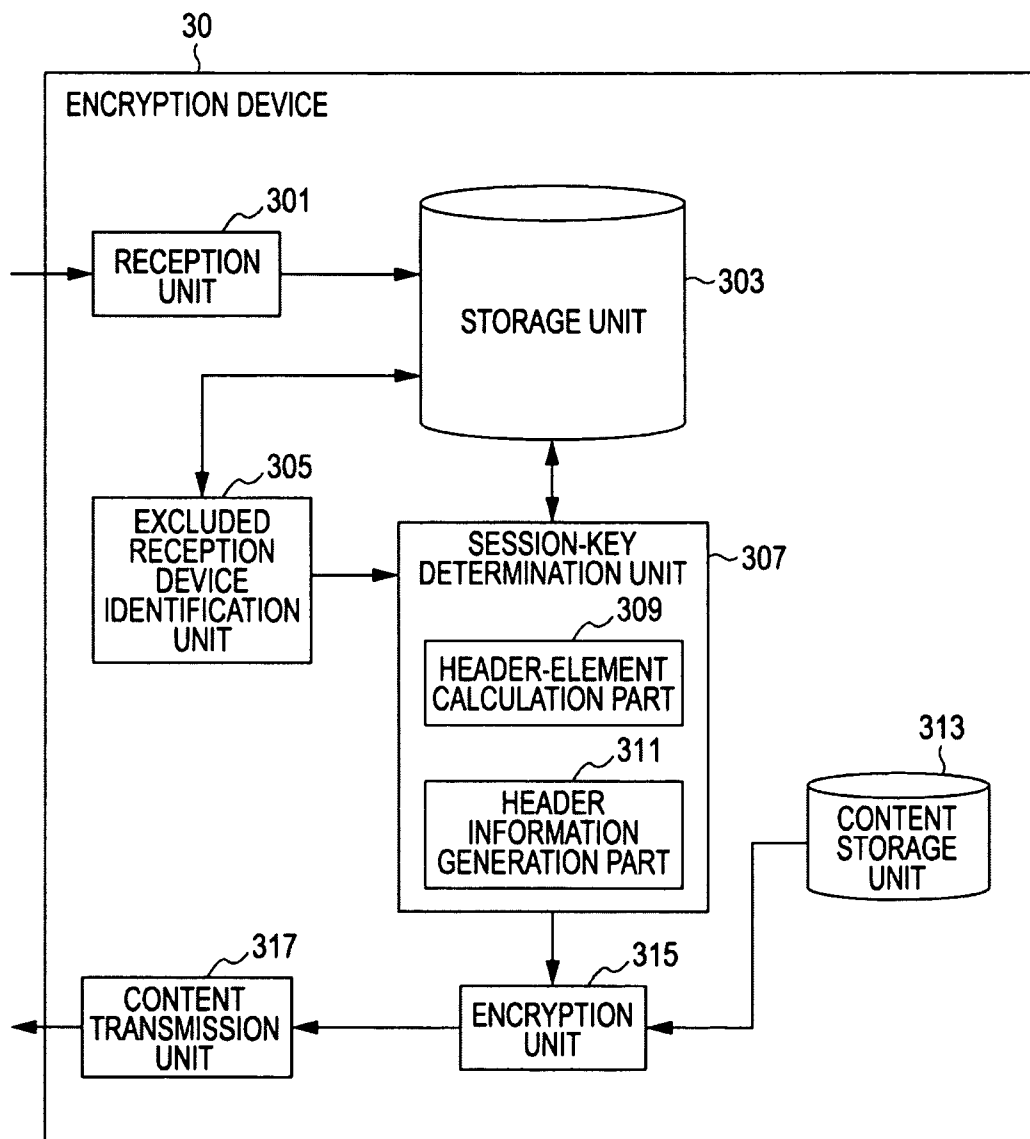 30
ENCRYPTION DEVICE
301
RECEPTION
UNIT
303
STORAGE UNIT
305
EXCLUDED
RECEPTION
DEVICE
IDENTIFICATION
UNIT
SESSION-KEY
DETERMINATION UNIT
307
309
HEADER-ELEMENT
CALCULATION PART
311
HEADER
INFORMATION
GENERATION PART
313
CONTENT
STORAGE
UNIT
315
ENCRYPTION
UNIT
317
CONTENT
TRANSMISSION
UNIT